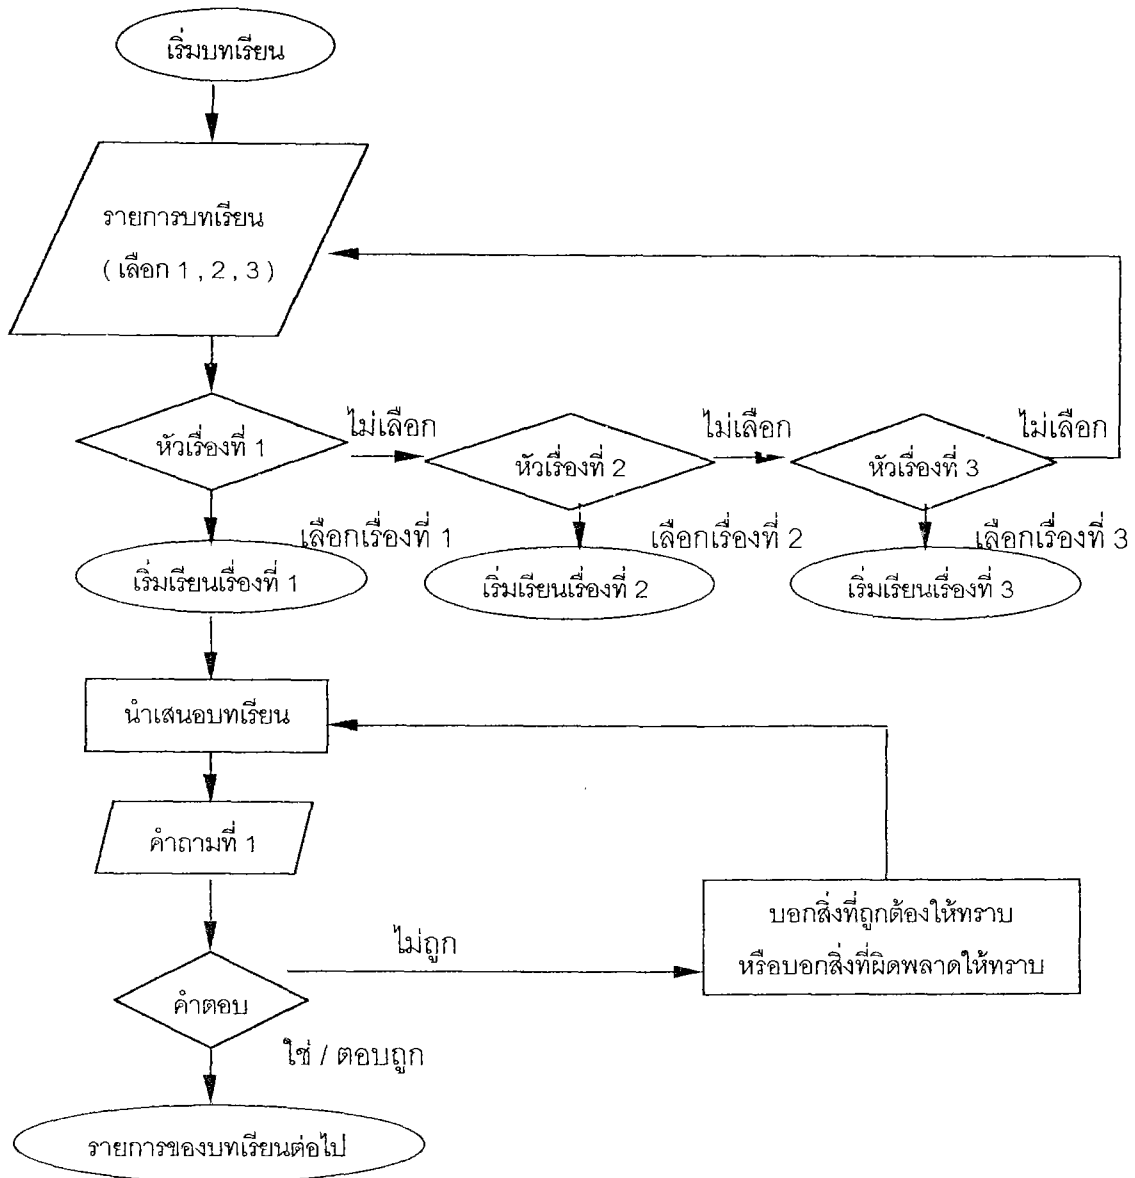 เริ่มบทเรียน
รายการบทเรียน
( เลือก 1 , 2 , 3 )
หัวเรื่องที่ 1
ไม่เลือก
หัวเรื่องที่ 2
ไม่เลือก
หัวเรื่องที่ 3
ไม่เลือก
เลือกเรื่องที่ 1
เลือกเรื่องที่ 2
เลือกเรื่องที่ 3
เริ่มเรียนเรื่องที่ 1
เริ่มเรียนเรื่องที่ 2
เริ่มเรียนเรื่องที่ 3
นำเสนอบทเรียน
คำถามที่ 1
บอกสิ่งที่ถูกต้องให้ทราบ
หรือบอกสิ่งที่ผิดพลาดให้ทราบ
ไม่ถูก
คำตอบ
ใช่ / ตอบถูก
รายการของบทเรียนต่อไป